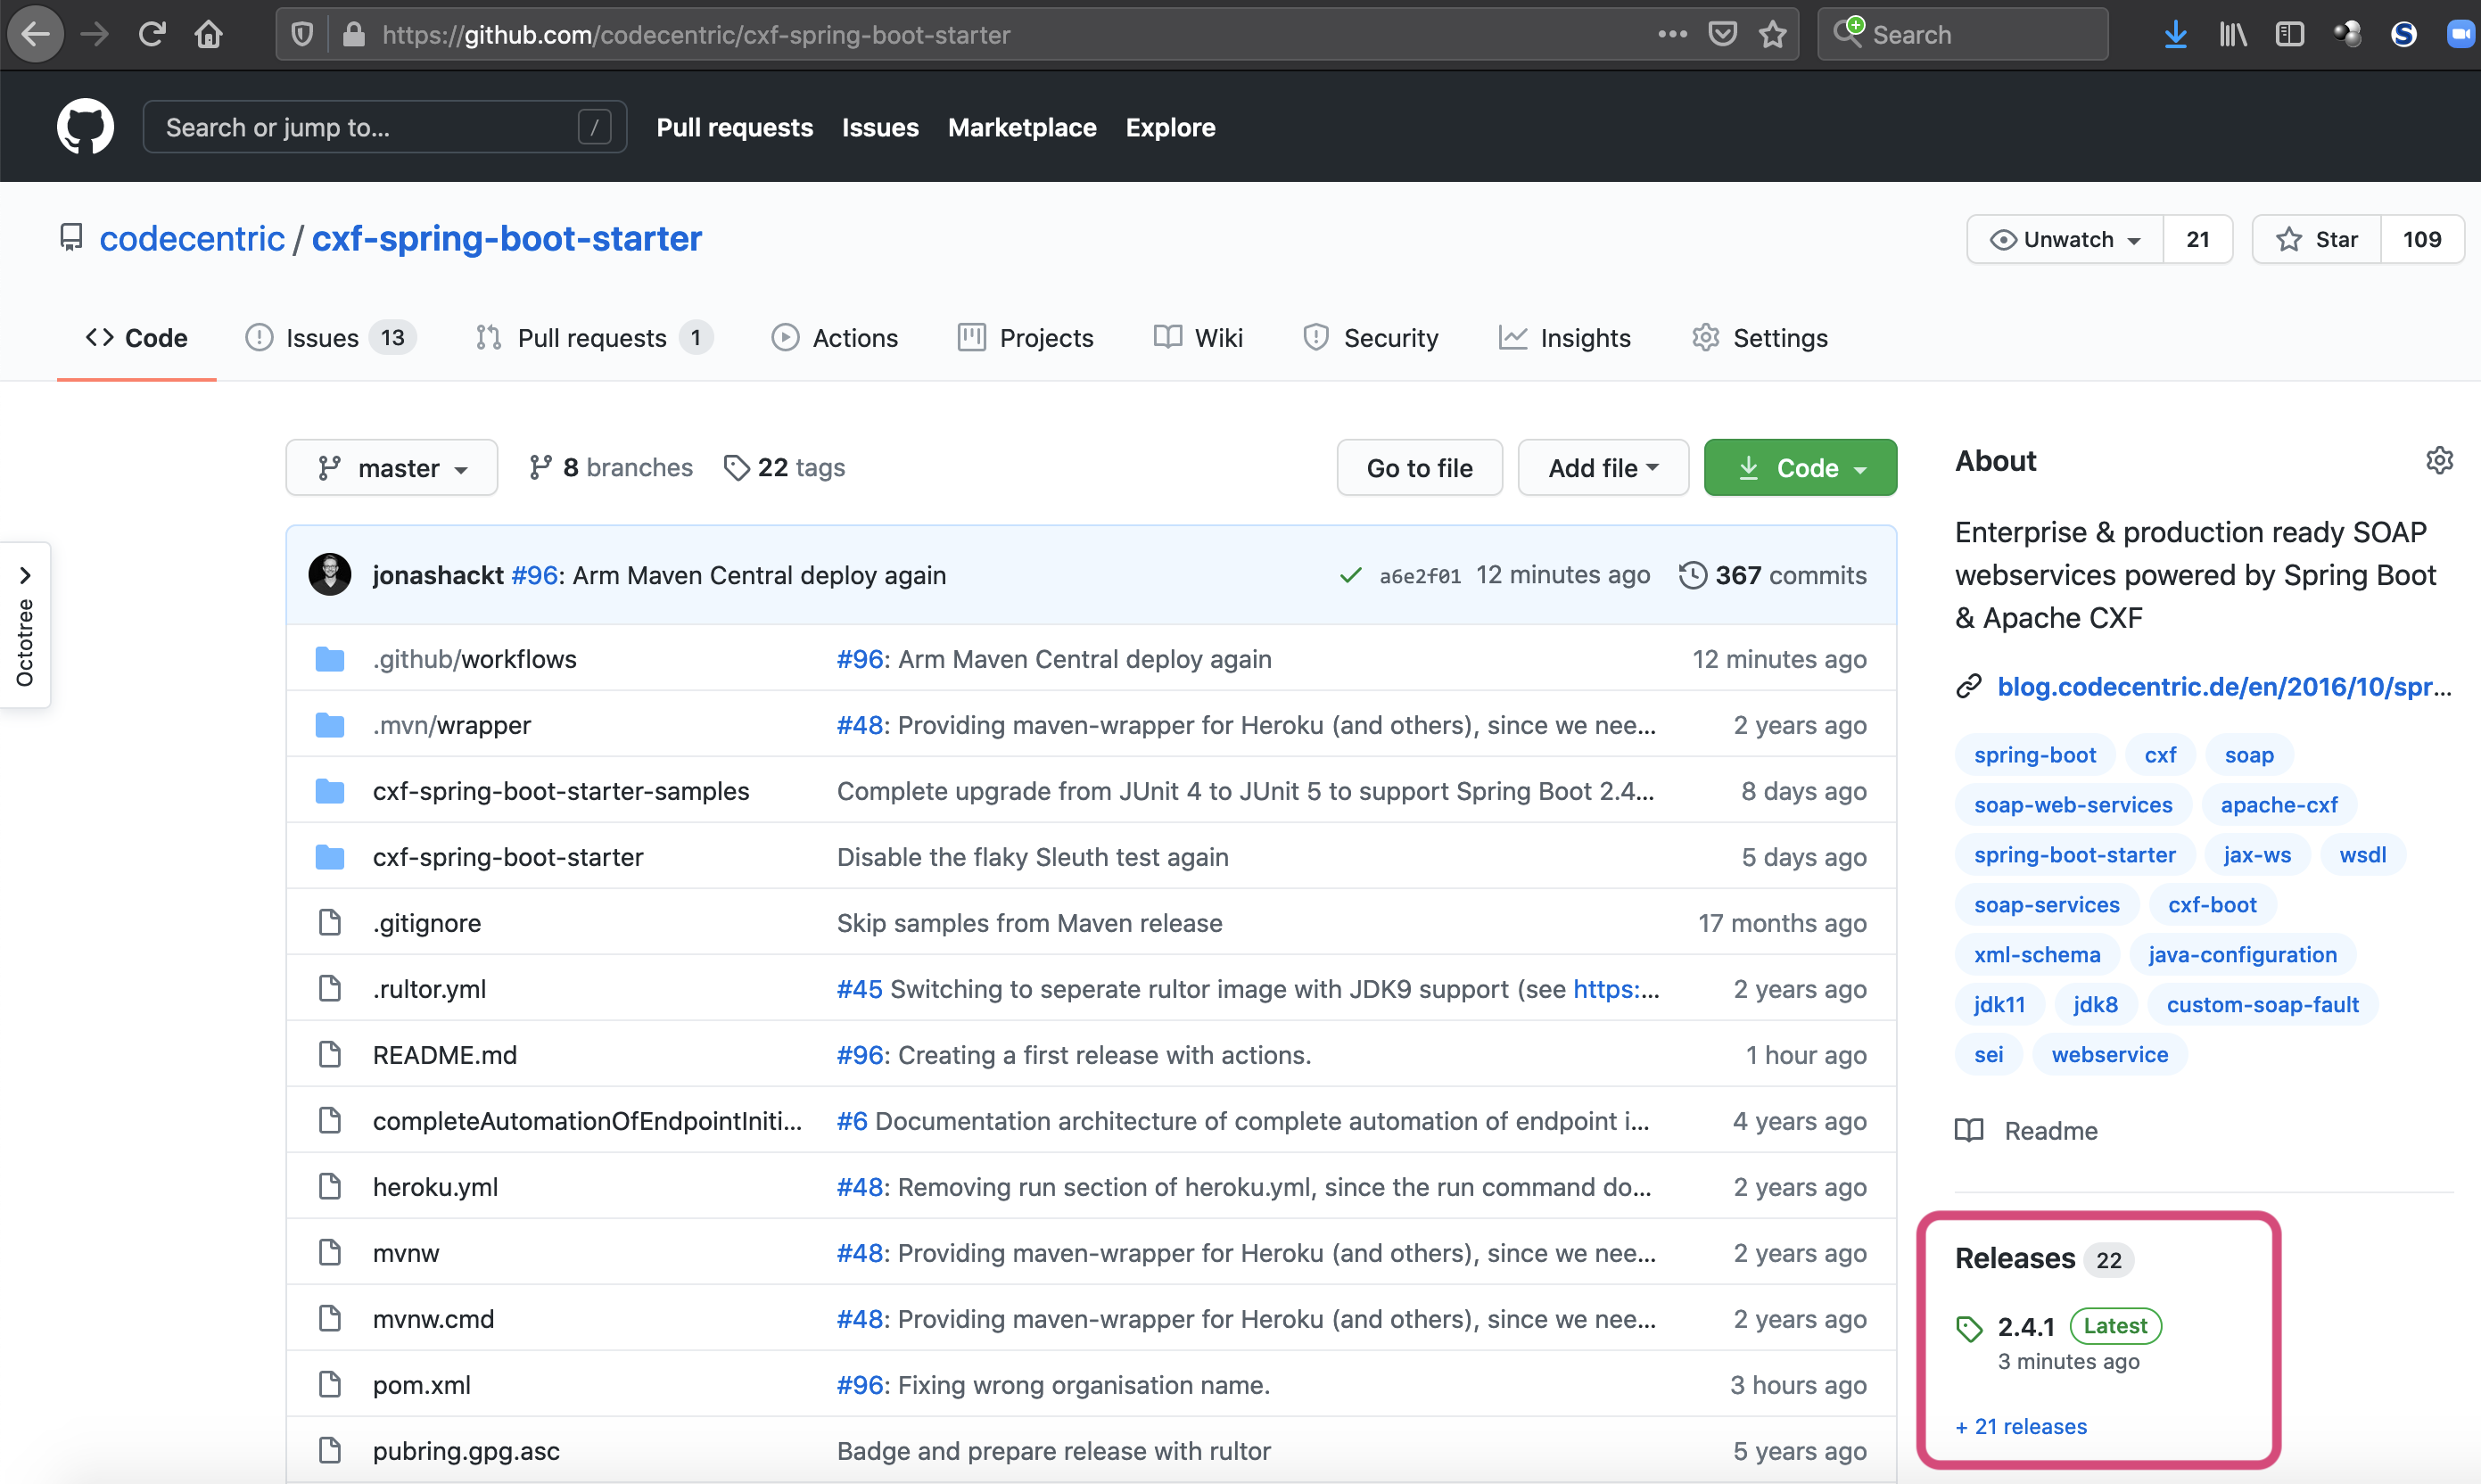 https://github.com/codecentric/cxf-spring-boot-starter
Search
Search or jump to... /
Pull requests Issues Marketplace Explore
codecentric / cxf-spring-boot-starter
Unwatch 21 Star 109
Code Issues 13 Pull requests 1 Actions Projects Wiki Security Insights Settings
master 8 branches 22 tags
Go to file Add file Code
jonashackt #96: Arm Maven Central deploy again a6e2f01 12 minutes ago 367 commits
.github/workflows #96: Arm Maven Central deploy again 12 minutes ago
.mvn/wrapper #48: Providing maven-wrapper for Heroku (and others), since we nee... 2 years ago
cxf-spring-boot-starter-samples Complete upgrade from JUnit 4 to JUnit 5 to support Spring Boot 2.4... 8 days ago
cxf-spring-boot-starter Disable the flaky Sleuth test again 5 days ago
.gitignore Skip samples from Maven release 17 months ago
.rultor.yml #45 Switching to seperate rultor image with JDK9 support (see https:... 2 years ago
README.md #96: Creating a first release with actions. 1 hour ago
completeAutomationOfEndpointIniti... #6 Documentation architecture of complete automation of endpoint i... 4 years ago
heroku.yml #48: Removing run section of heroku.yml, since the run command do... 2 years ago
mvnw #48: Providing maven-wrapper for Heroku (and others), since we nee... 2 years ago
mvnw.cmd #48: Providing maven-wrapper for Heroku (and others), since we nee... 2 years ago
pom.xml #96: Fixing wrong organisation name. 3 hours ago
pubring.gpg.asc Badge and prepare release with rultor 5 years ago
Octotree
About
Enterprise & production ready SOAP
webservices powered by Spring Boot
& Apache CXF
blog.codecentric.de/en/2016/10/spr...
spring-boot cxf soap
soap-web-services apache-cxf
spring-boot-starter jax-ws wsdl
soap-services cxf-boot
xml-schema java-configuration
jdk11 jdk8 custom-soap-fault
sei webservice
Readme
Releases 22
2.4.1 Latest
3 minutes ago
+ 21 releases